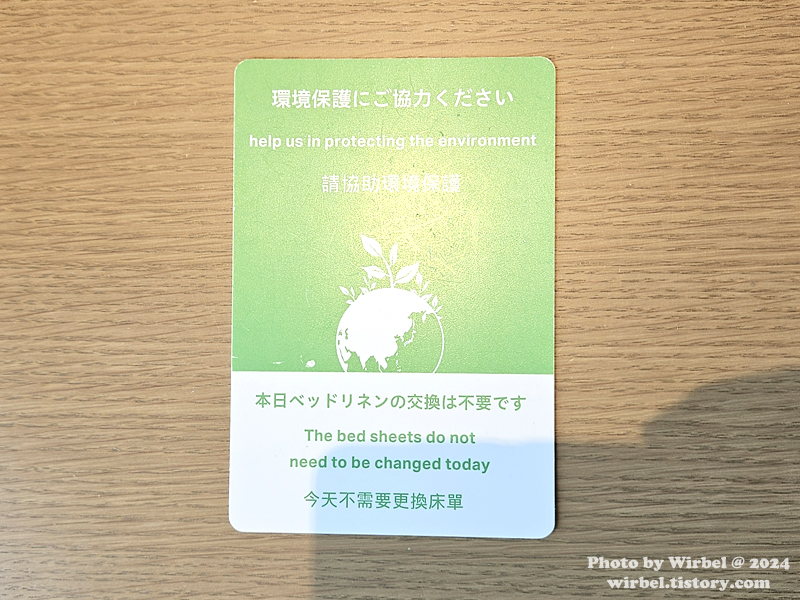 環境保護にご協力ください
help us in protecting the environment
請協助環境保護
本日ベッドリネンの交換は不要です
The bed sheets do not
need to be changed today
今天不需要更換床單
Photo by Wirbel @ 2024
wirbel.tistory.com